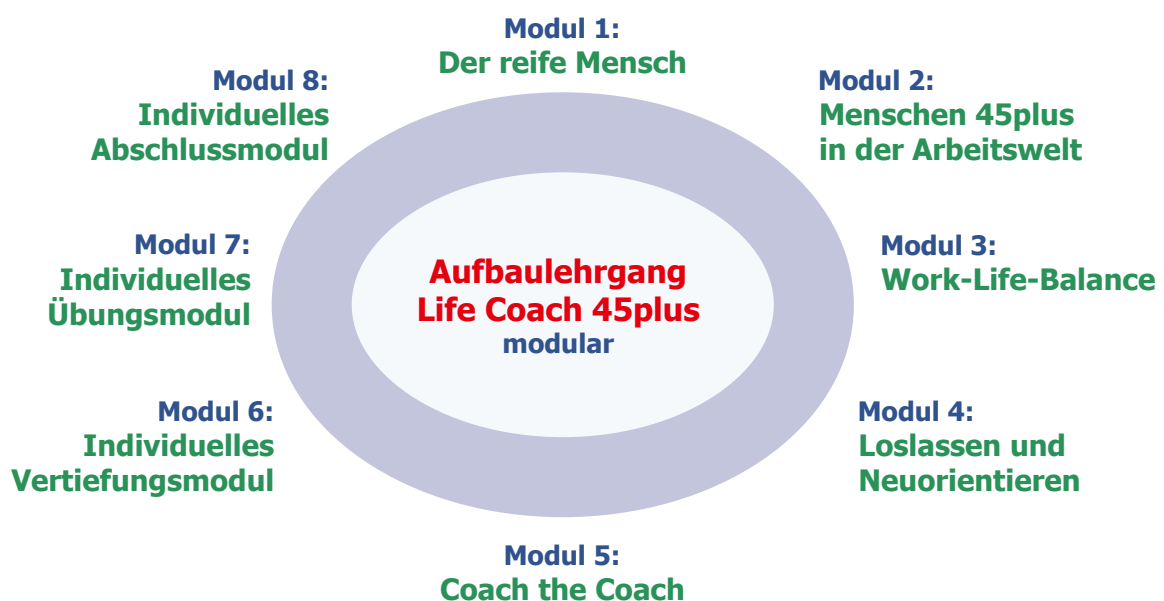 Modul 1:
Der reife Mensch
Modul 2:
Menschen 45plus
in der Arbeitswelt
Modul 3:
Work-Life-Balance
Modul 4:
Loslassen und
Neuorientieren
Modul 5:
Coach the Coach
Modul 6:
Individuelles
Vertiefungsmodul
Modul 7:
Individuelles
Übungsmodul
Modul 8:
Individuelles
Abschlussmodul
Aufbaulehrgang
Life Coach 45plus
modular